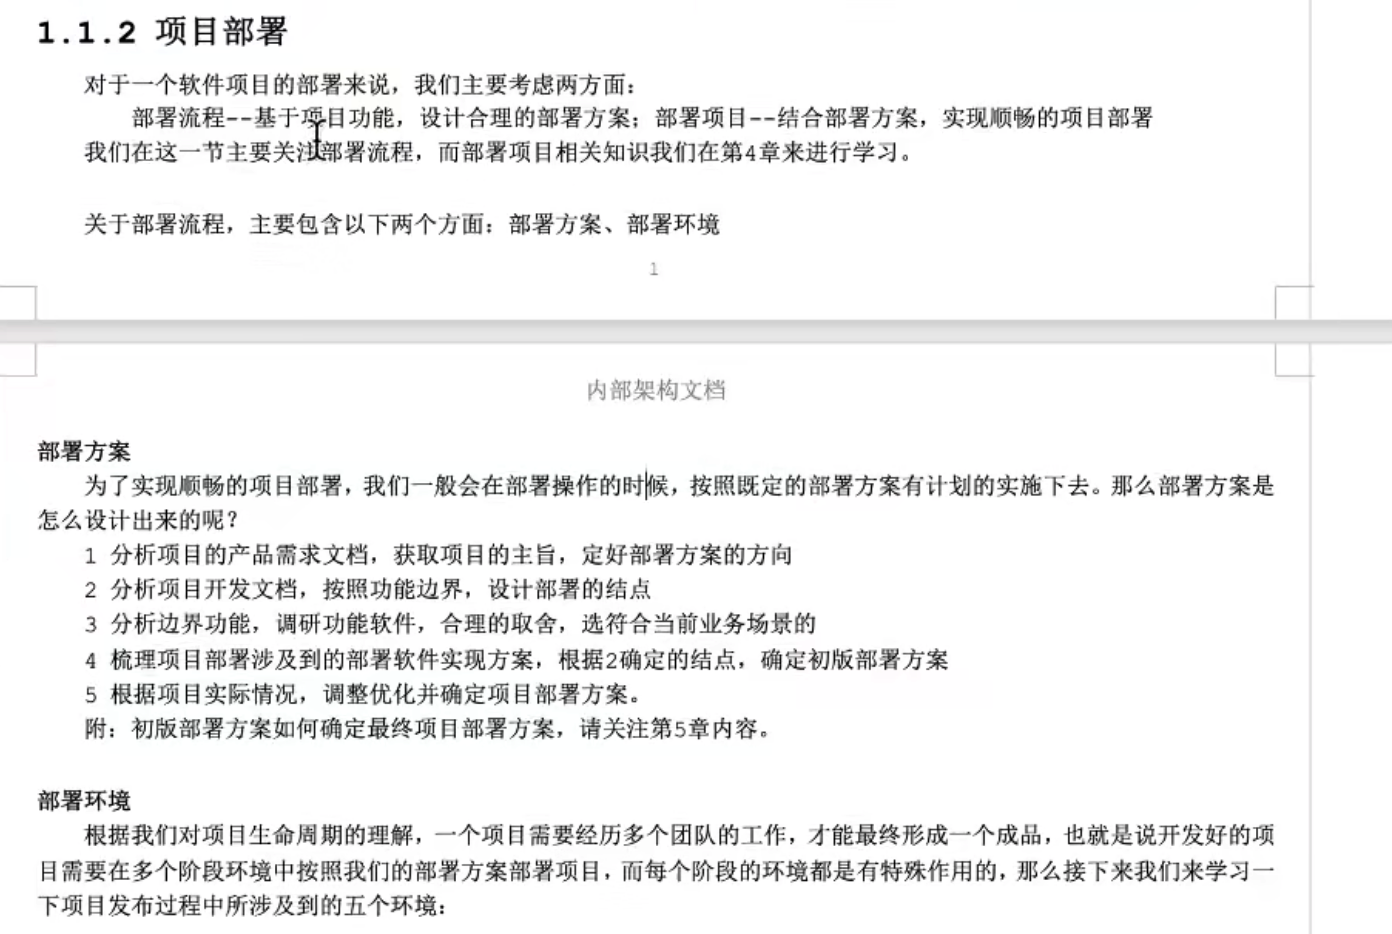 1.1.2 项目部署
对于一个软件项目的部署来说，我们主要考虑两方面：
部署流程--基于项目功能，设计合理的部署方案；部署项目--结合部署方案，实现顺畅的项目部署
我们在这一节主要关注部署流程，而部署项目相关知识我们在第4章来进行学习。
关于部署流程，主要包含以下两个方面：部署方案、部署环境
1
内部架构文档
部署方案
为了实现顺畅的项目部署，我们一般会在部署操作的时候，按照既定的部署方案有计划的实施下去。那么部署方案是
怎么设计出来的呢？
1 分析项目的产品需求文档，获取项目的主旨，定好部署方案的方向
2 分析项目开发文档，按照功能边界，设计部署的结点
3 分析边界功能，调研功能软件，合理的取舍，选符合当前业务场景的
4 梳理项目部署涉及到的部署软件实现方案，根据2确定的结点，确定初版部署方案
5 根据项目实际情况，调整优化并确定项目部署方案。
附：初版部署方案如何确定最终项目部署方案，请关注第5章内容。
部署环境
根据我们对项目生命周期的理解，一个项目需要经历多个团队的工作，才能最终形成一个成品，也就是说开发好的项
目需要在多个阶段环境中按照我们的部署方案部署项目，而每个阶段的环境都是有特殊作用的，那么接下来我们来学习一
下项目发布过程中所涉及到的五个环境：